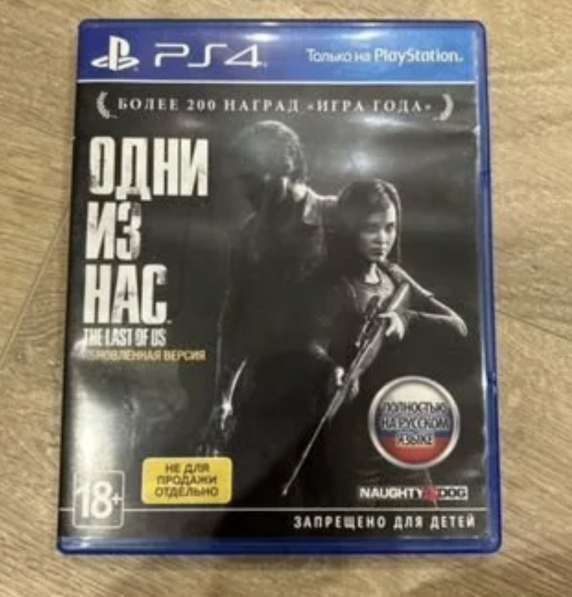 PS4
Только на PlayStation.
БОЛЕЕ 200 НАГРАД «ИГРА ГОДА»
ОДНИ
ИЗ
НАС
THE LAST OF US
ОБНОВЛЁННАЯ ВЕРСИЯ
ПОЛНОСТЬЮ
НА РУССКОМ
ЯЗЫКЕ
НЕ ДЛЯ
ПРОДАЖИ
ОТДЕЛЬНО
18+
NAUGHTY DOG
ЗАПРЕЩЕНО ДЛЯ ДЕТЕЙ